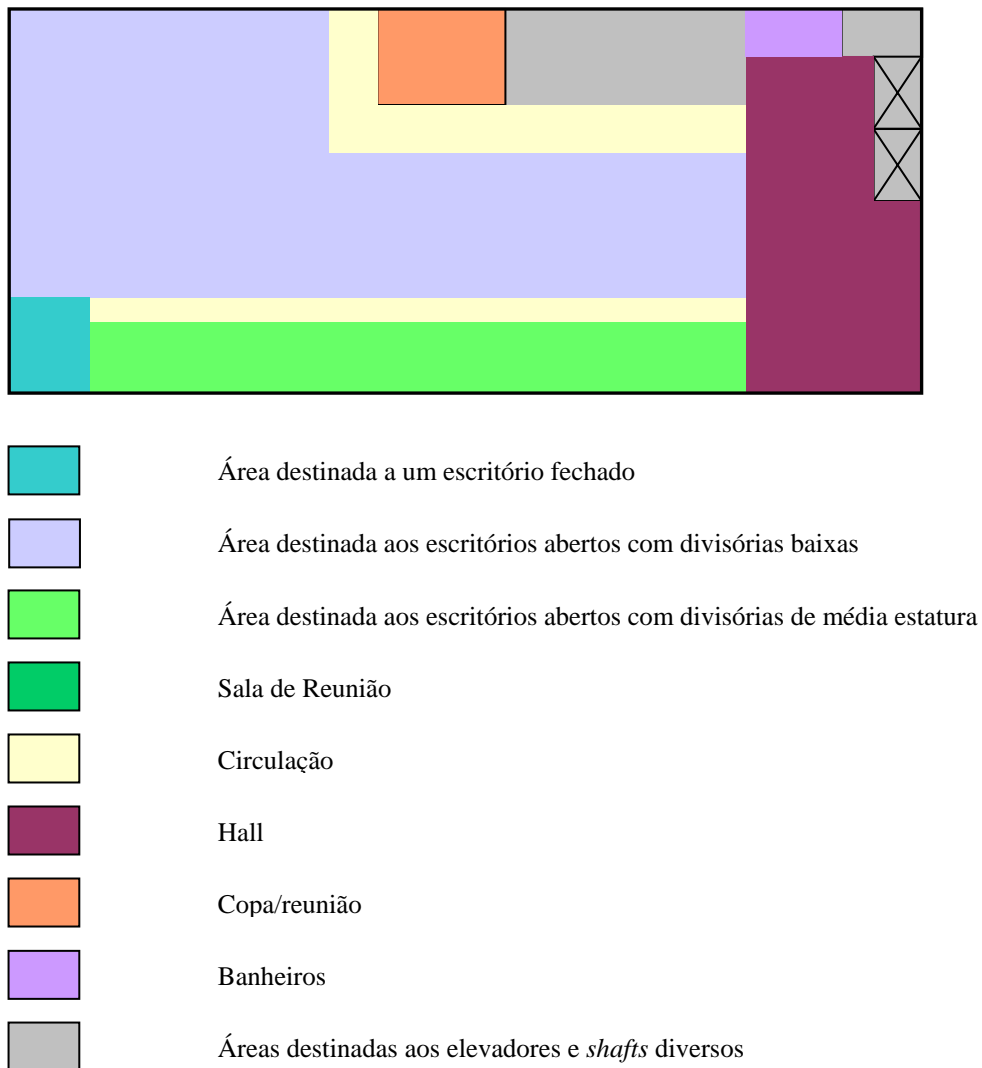 Área destinada a um escritório fechado
Área destinada aos escritórios abertos com divisórias baixas
Área destinada aos escritórios abertos com divisórias de média estatura
Sala de Reunião
Circulação
Hall
Copa/reunião
Banheiros
Áreas destinadas aos elevadores e shafts diversos